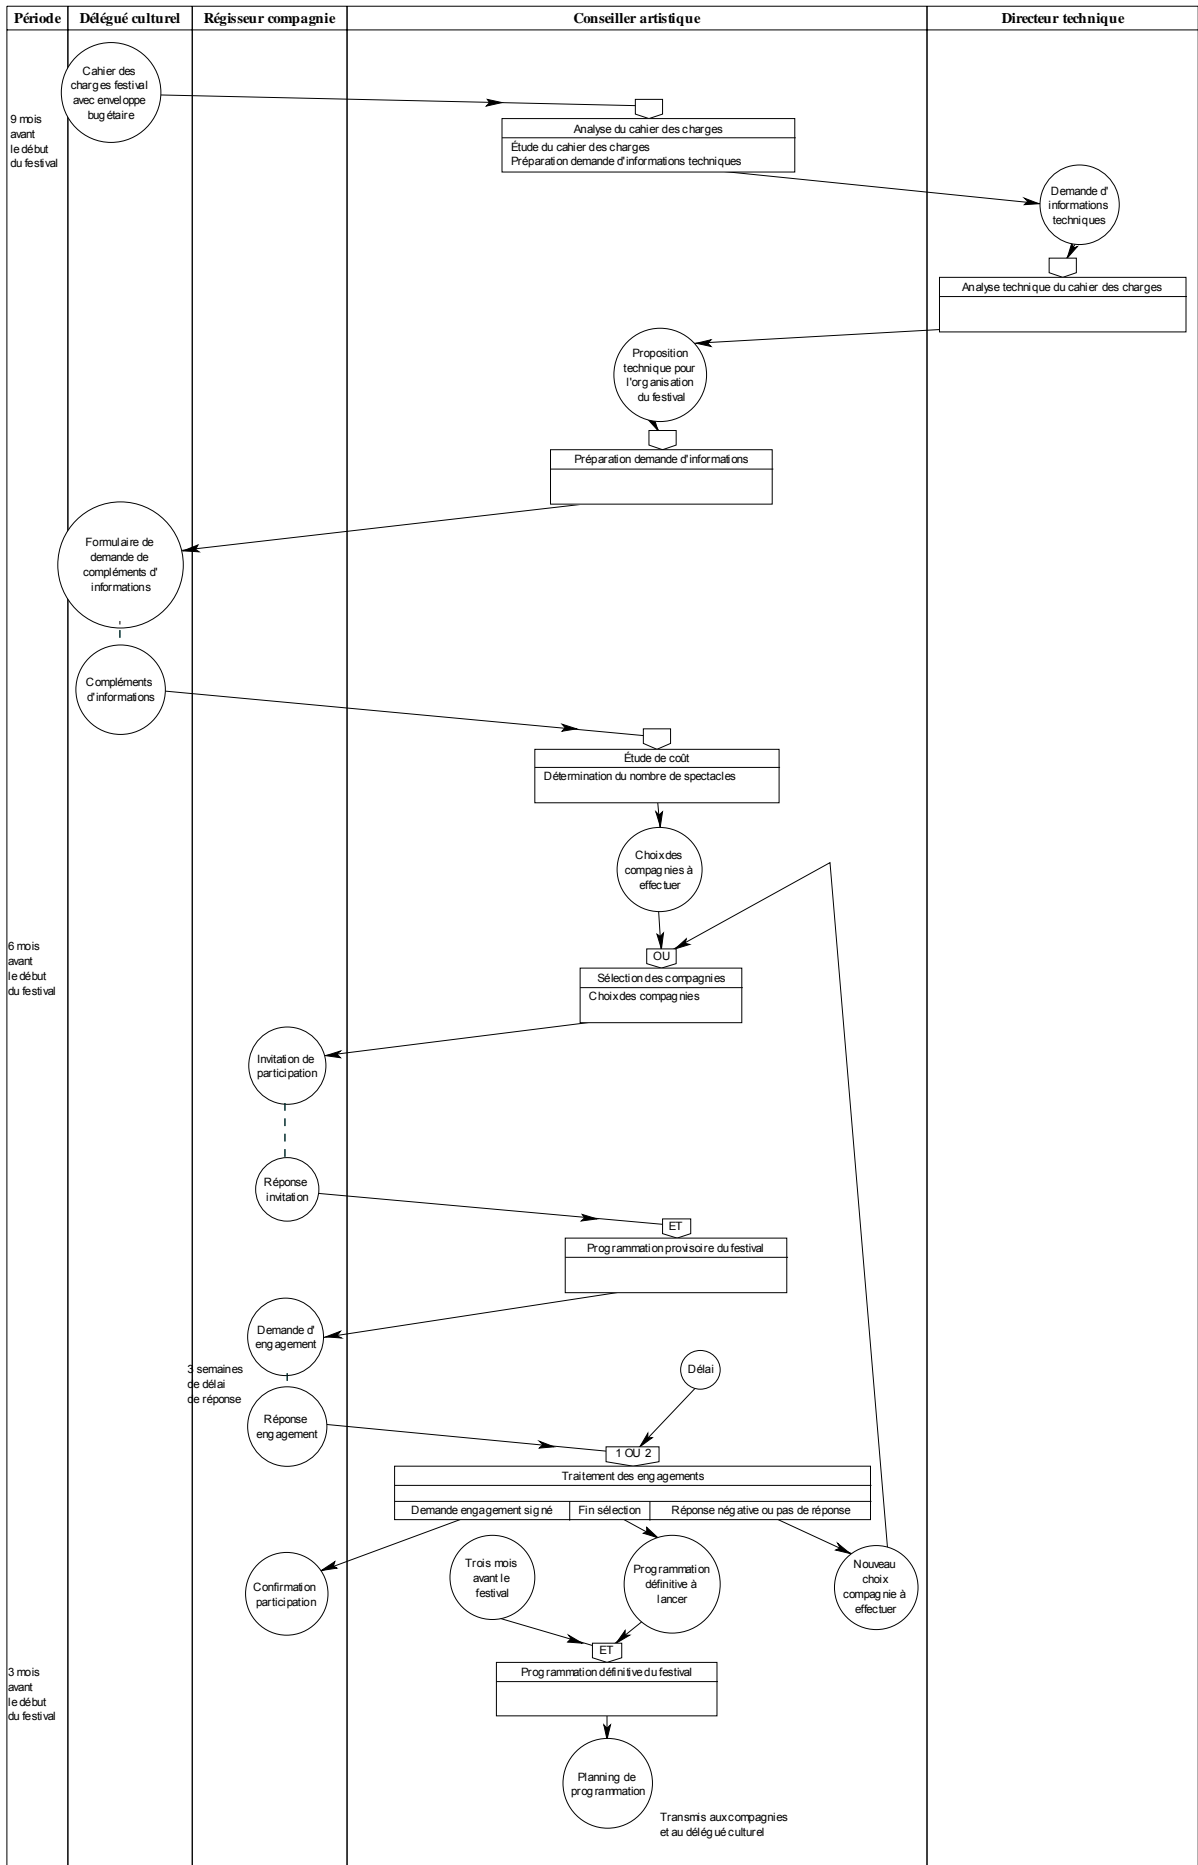 Période
Délégué culturel
Régisseur compagnie
Conseiller artistique
Directeur technique
Cahier des
charges festival
avec enveloppe
bugétaire
9 mois
avant
le début
du festival
Analyse du cahier des charges
Étude du cahier des charges
Préparation demande d'informations techniques
Demande d'
informations
techniques
Analyse technique du cahier des charges
Proposition
technique pour
l'organisation
du festival
Préparation demande d'informations
Formulaire de
demande de
compléments d'
informations
Compléments
d'informations
Étude de coût
Détermination du nombre de spectacles
Choix des
compagnies à
effectuer
6 mois
avant
le début
du festival
OU
Sélection des compagnies
Choix des compagnies
Invitation de
participation
Réponse
invitation
ET
Programmation provisoire du festival
Demande d'
engagement
3 semaines
de délai
de réponse
Délai
Réponse
engagement
1 OU 2
Traitement des engagements
Demande engagement signé
Fin sélection
Réponse négative ou pas de réponse
Confirmation
participation
Trois mois
avant le
festival
Programmation
définitive à
lancer
Nouveau
choix
compagnie à
effectuer
ET
3 mois
avant
le début
du festival
Programmation définitive du festival
Planning de
programmation
Transmis aux compagnies
et au délégué culturel